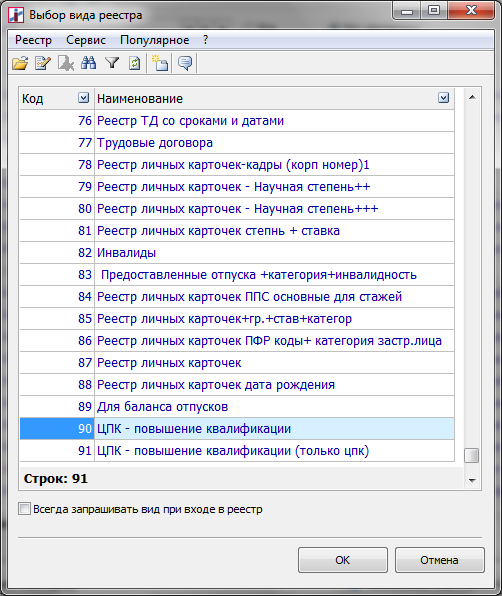 Выбор вида реестра
Реестр Сервис Популярное ?
Код Наименование
76 Реестр ТД со сроками и датами
77 Трудовые договора
78 Реестр личных карточек-кадры (корп номер)1
79 Реестр личных карточек - Научная степень++
80 Реестр личных карточек - Научная степень+++
81 Реестр личных карточек степнь + ставка
82 Инвалиды
83 Предоставленные отпуска +категория+инвалидность
84 Реестр личных карточек ППС основные для стажей
85 Реестр личных карточек+гр.+став+категор
86 Реестр личных карточек ПФР коды+ категория застр.лица
87 Реестр личных карточек
88 Реестр личных карточек дата рождения
89 Для баланса отпусков
90 ЦПК - повышение квалификации
91 ЦПК - повышение квалификации (только цпк)
Строк: 91
Всегда запрашивать вид при входе в реестр
OK Отмена